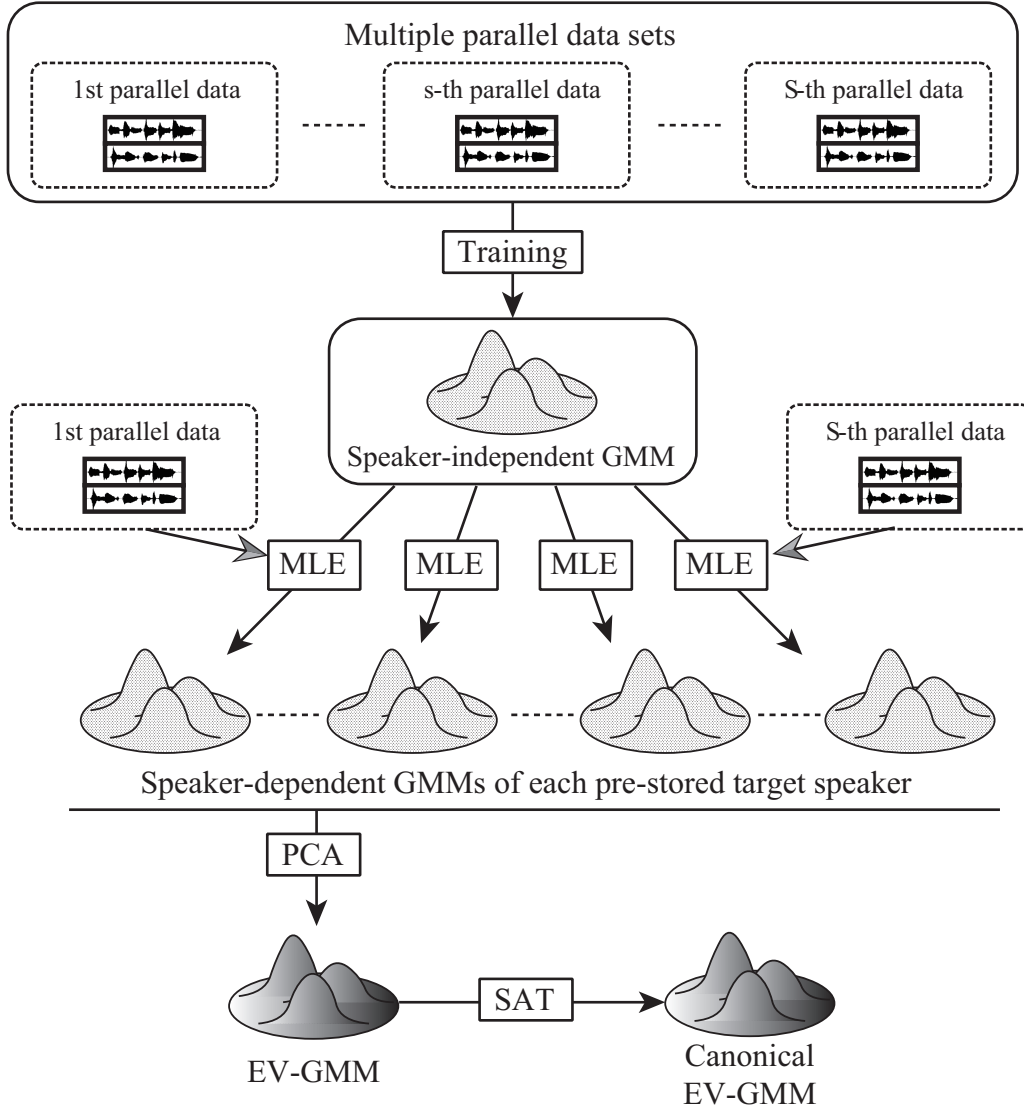 Multiple parallel data sets
1st parallel data
s-th parallel data
S-th parallel data
Training
Speaker-independent GMM
1st parallel data
S-th parallel data
MLE
MLE
MLE
MLE
Speaker-dependent GMMs of each pre-stored target speaker
PCA
SAT
EV-GMM
Canonical
EV-GMM